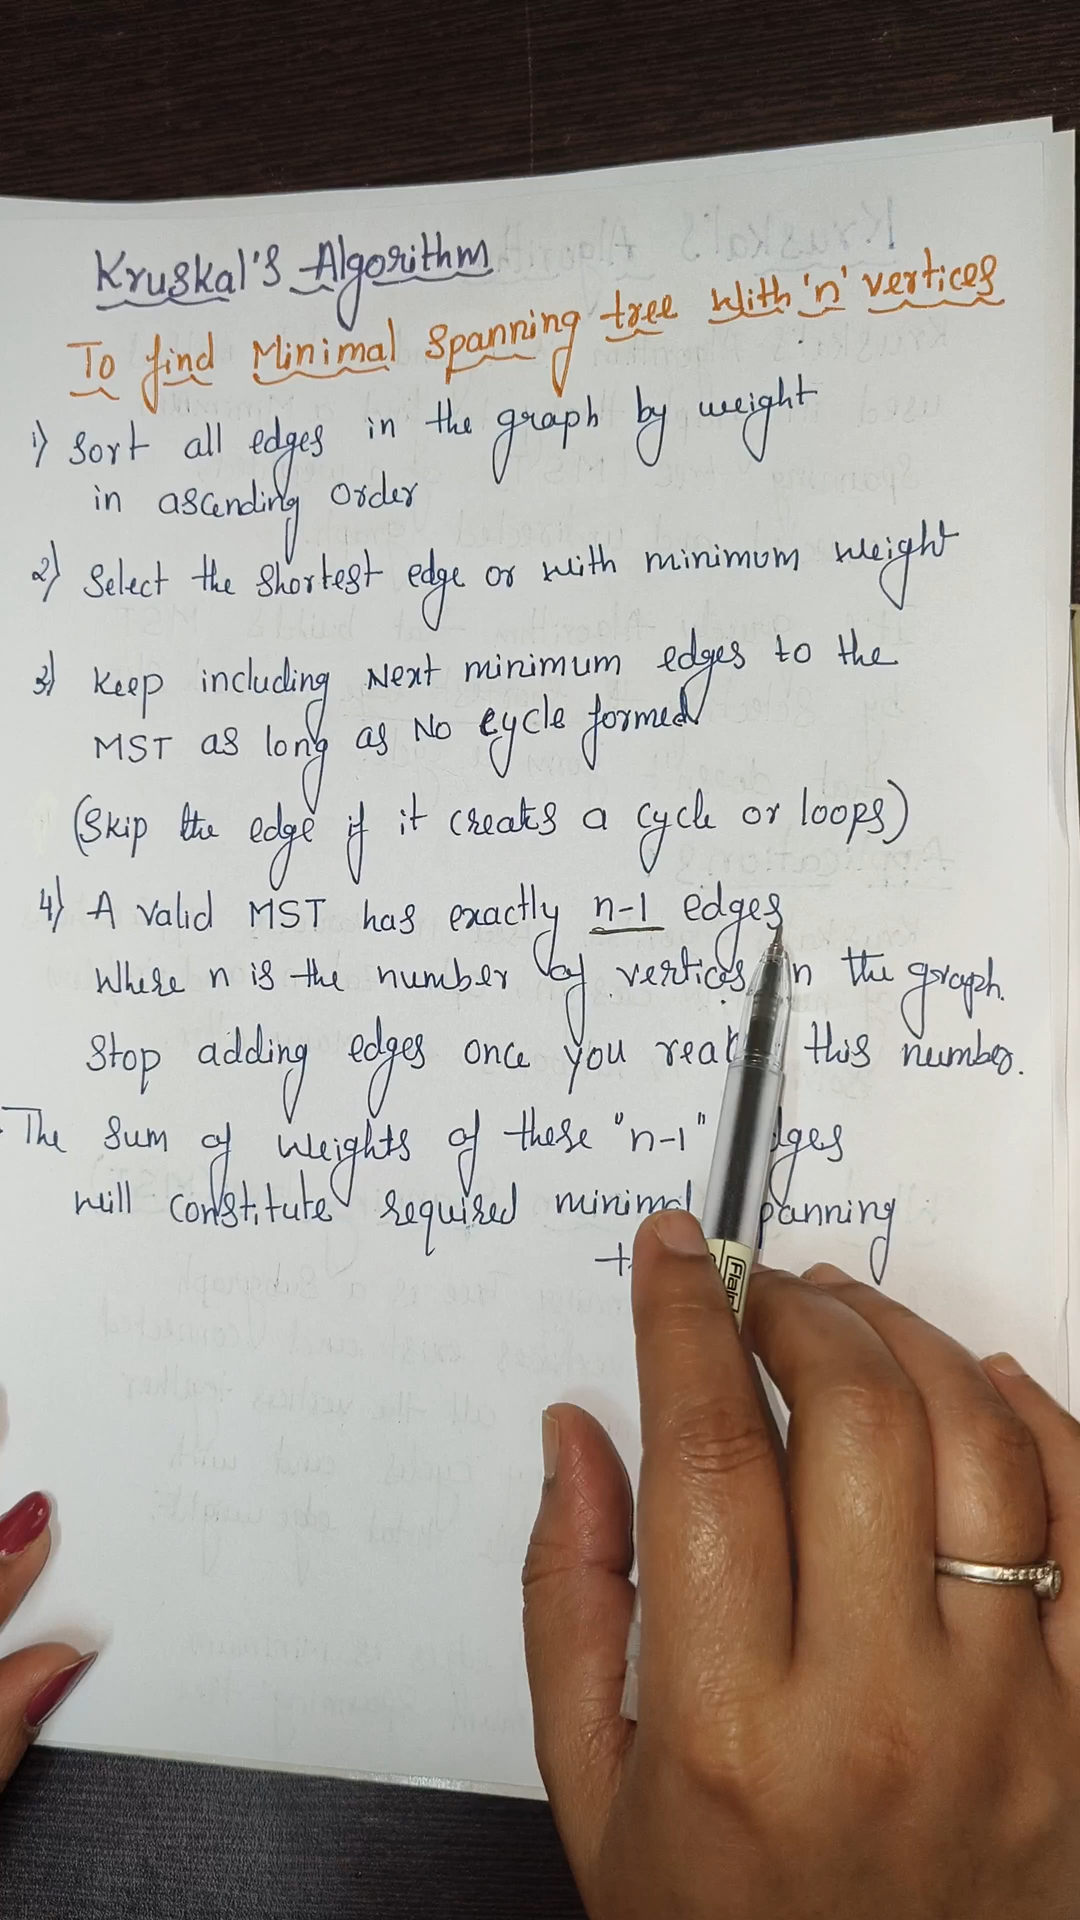 Kruskal's Algorithm
To find Minimal Spanning tree With 'n' vertices
1) Sort all edges in the graph by weight
in ascending order
2) Select the shortest edge or with minimum weight
3) Keep including Next minimum edges to the
MST as long as No cycle formed
(Skip the edge if it creats a cycle or loops)
4) A valid MST has exactly n-1 edges
Where n is the number of vertices in the graph.
Stop adding edges once you reach this number.
The Sum of weights of these "n-1" edges
will constitute required minimal spanning
Flair